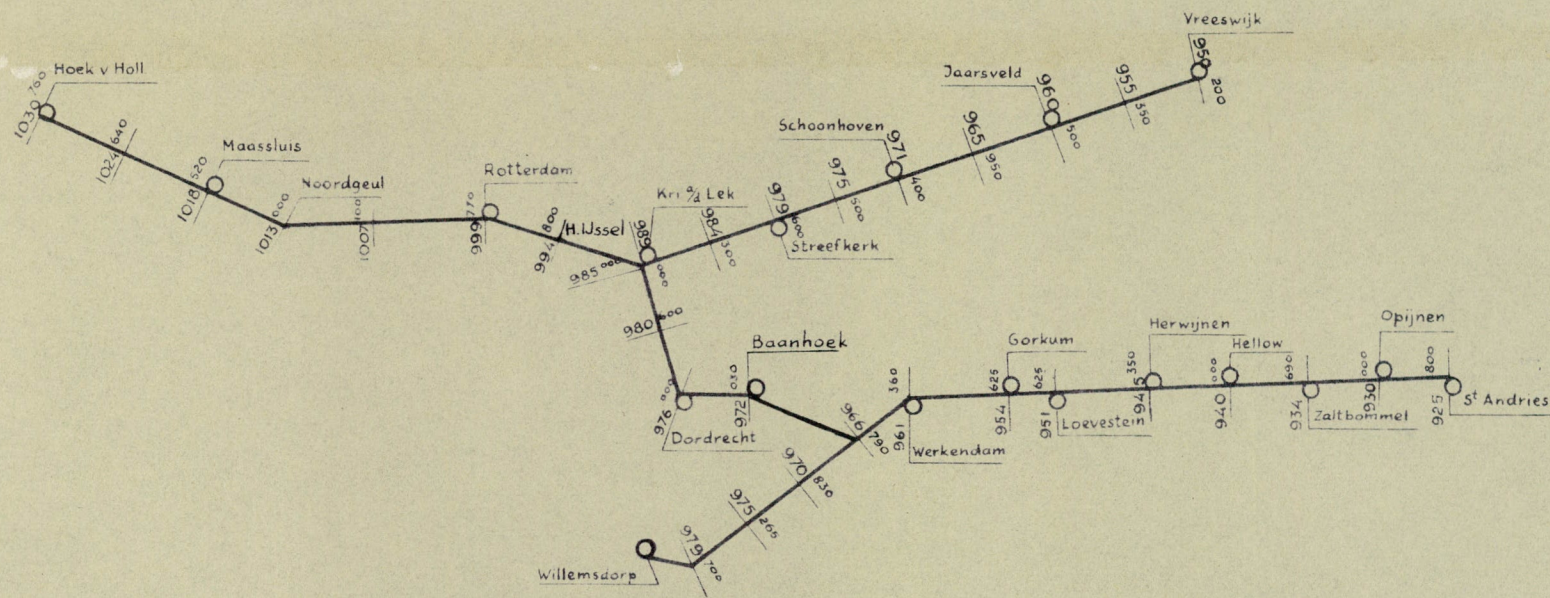 Vreeswijk
950 200
955 350
Jaarsveld
960 500
965 950
Schoonhoven
971 400
975 500
979 600
Streefkerk
984 300
Kri a/d Lek
989 000
Hoek v Holl
1030 760
1024 640
Maassluis
1018 520
Noordgeul
1013 000
1007 100
Rotterdam
999 770
H.IJssel
994 800
985 000
980 600
976 000
Dordrecht
Baanhoek
972 030
966 790
970 830
975 265
979 700
Willemsdorp
961 360
Werkendam
Gorkum
954 625
951 625
Loevestein
Herwijnen
945 350
Hellow
940 000
934 690
Zaltbommel
Opijnen
930 000
925 800
St Andries